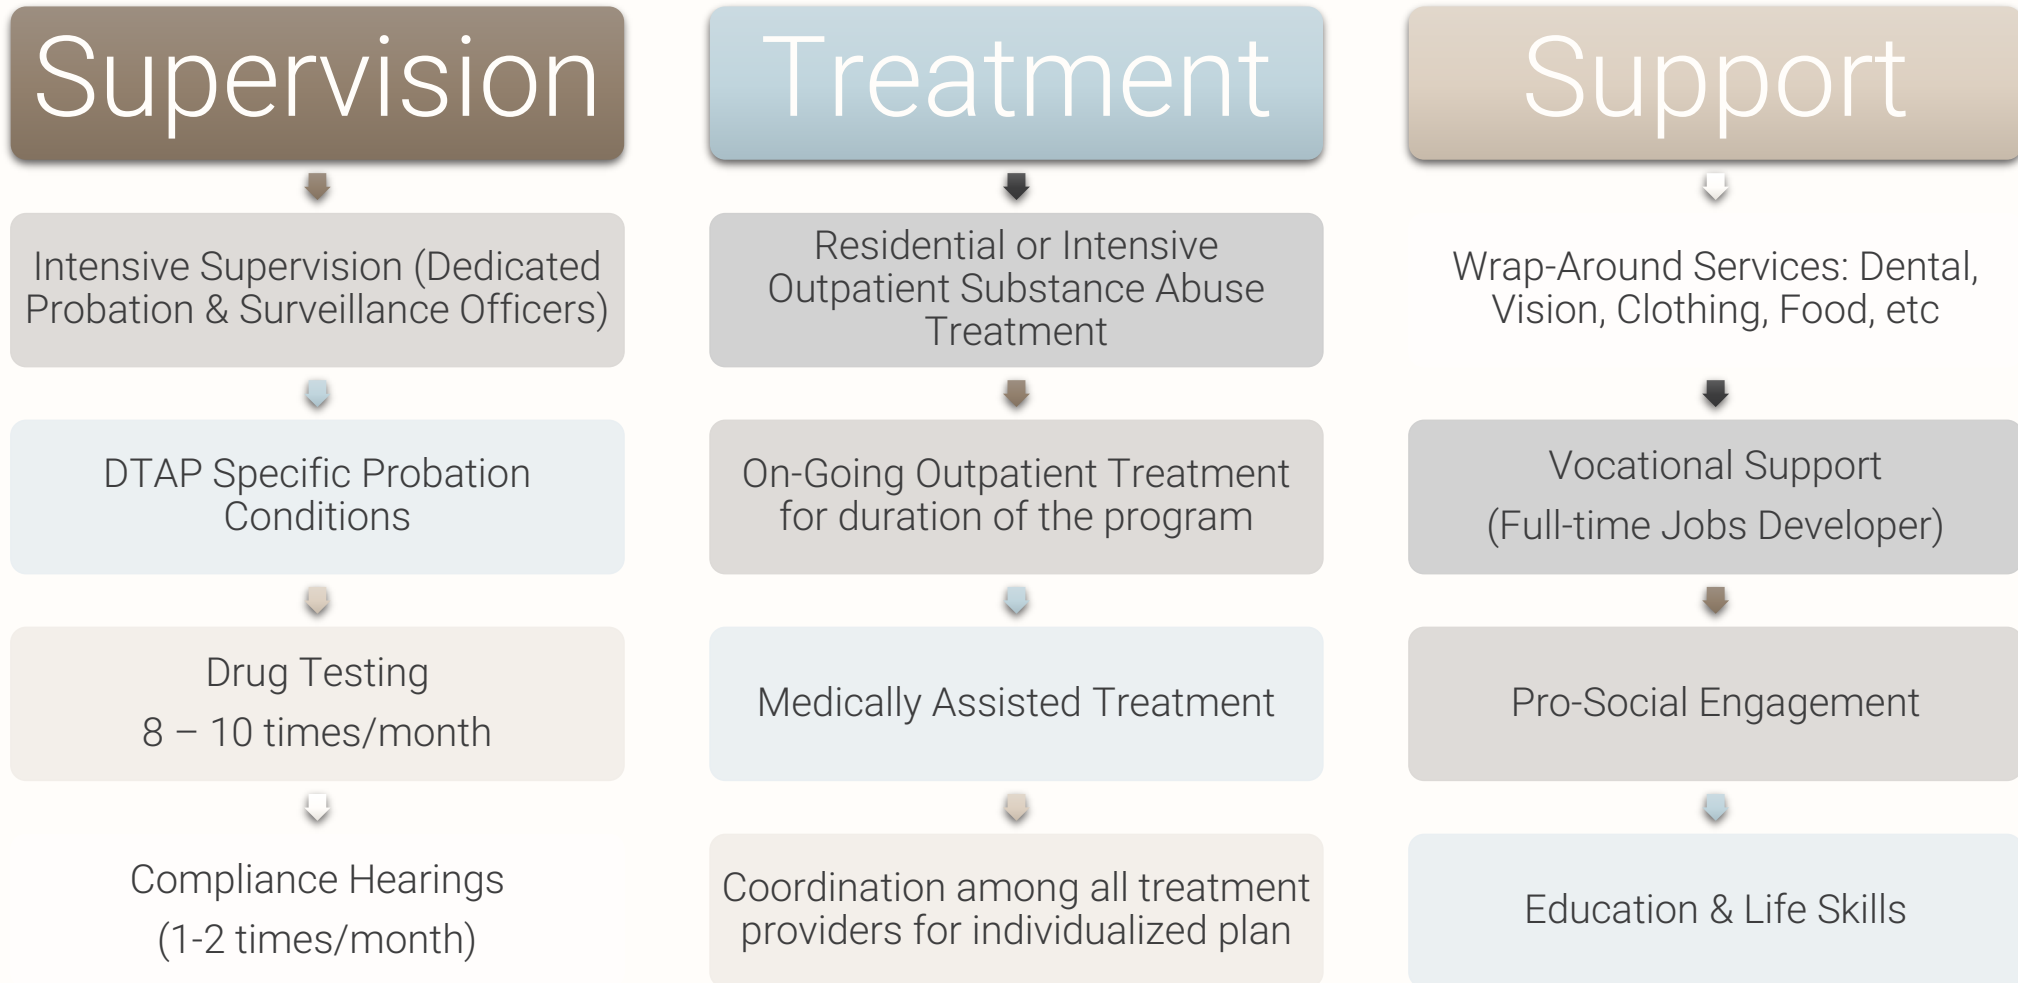 Supervision
Intensive Supervision (Dedicated
Probation & Surveillance Officers)
DTAP Specific Probation
Conditions
Drug Testing
8 – 10 times/month
Compliance Hearings
(1-2 times/month)
Treatment
Residential or Intensive
Outpatient Substance Abuse
Treatment
On-Going Outpatient Treatment
for duration of the program
Medically Assisted Treatment
Coordination among all treatment
providers for individualized plan
Support
Wrap-Around Services: Dental,
Vision, Clothing, Food, etc
Vocational Support
(Full-time Jobs Developer)
Pro-Social Engagement
Education & Life Skills